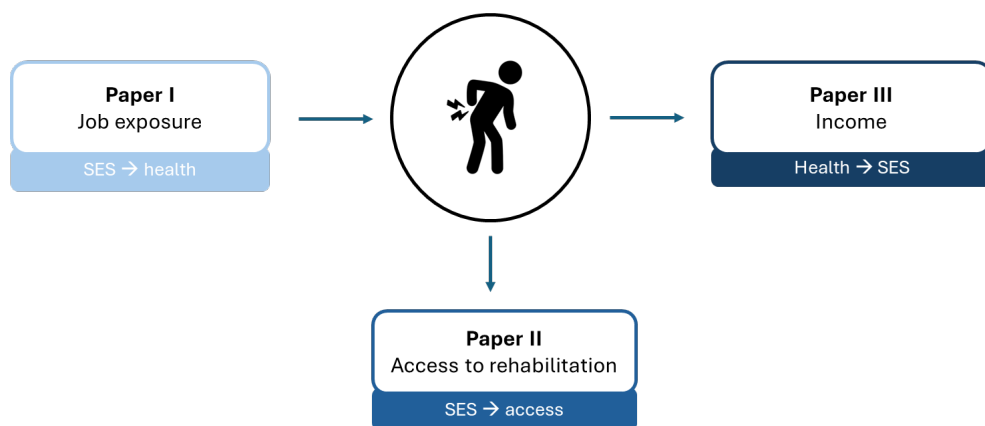 Paper I
Job exposure
SES → health
Paper III
Income
Health → SES
Paper II
Access to rehabilitation
SES → access